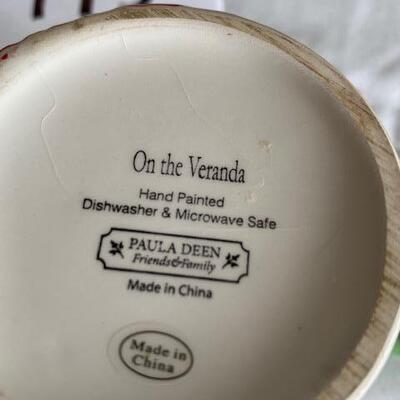 On the Veranda
Hand Painted
Dishwasher & Microwave Safe
PAULA DEEN
Friends&Family
Made in China
Made in
China